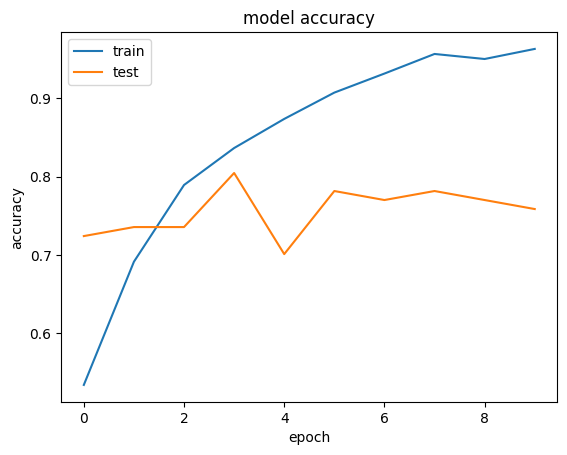 model accuracy
train
test
accuracy
0.9
0.8
0.7
0.6
0 2 4 6 8
epoch